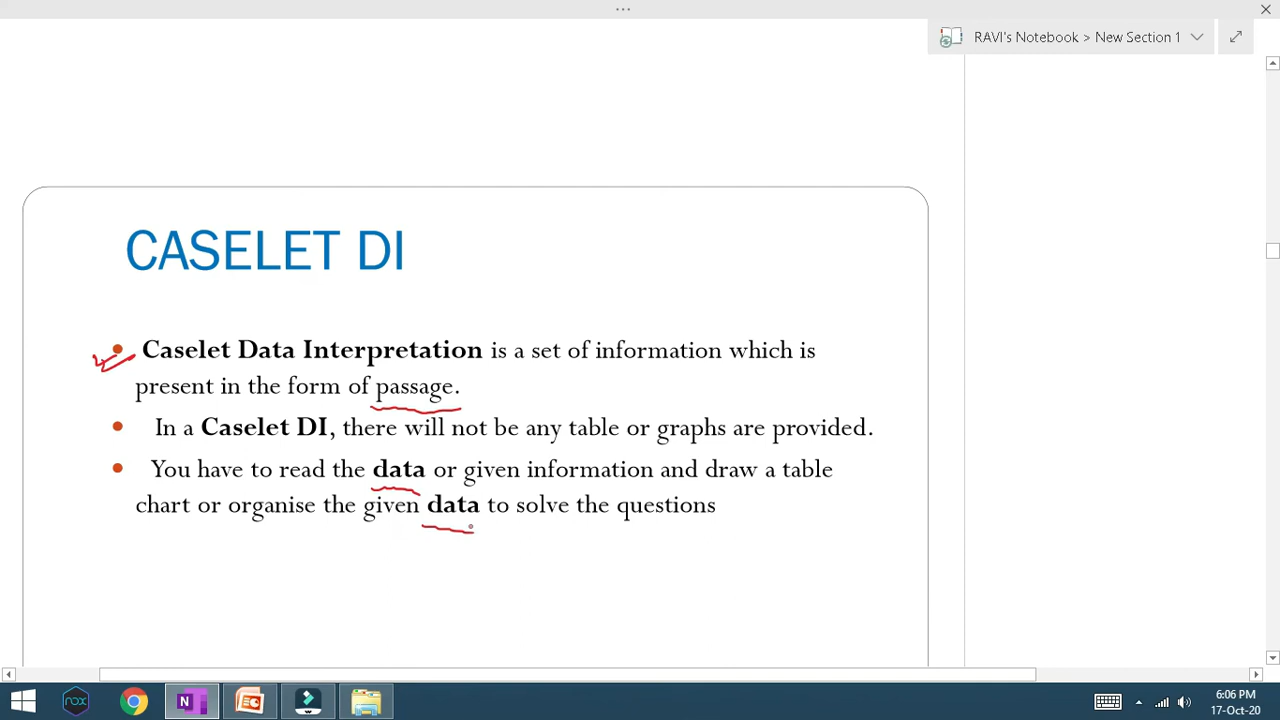 RAVI's Notebook > New Section 1
CASELET DI
Caselet Data Interpretation is a set of information which is
present in the form of passage.
In a Caselet DI, there will not be any table or graphs are provided.
You have to read the data or given information and draw a table
chart or organise the given data to solve the questions
nox
N
P
6:06 PM
17-Oct-20